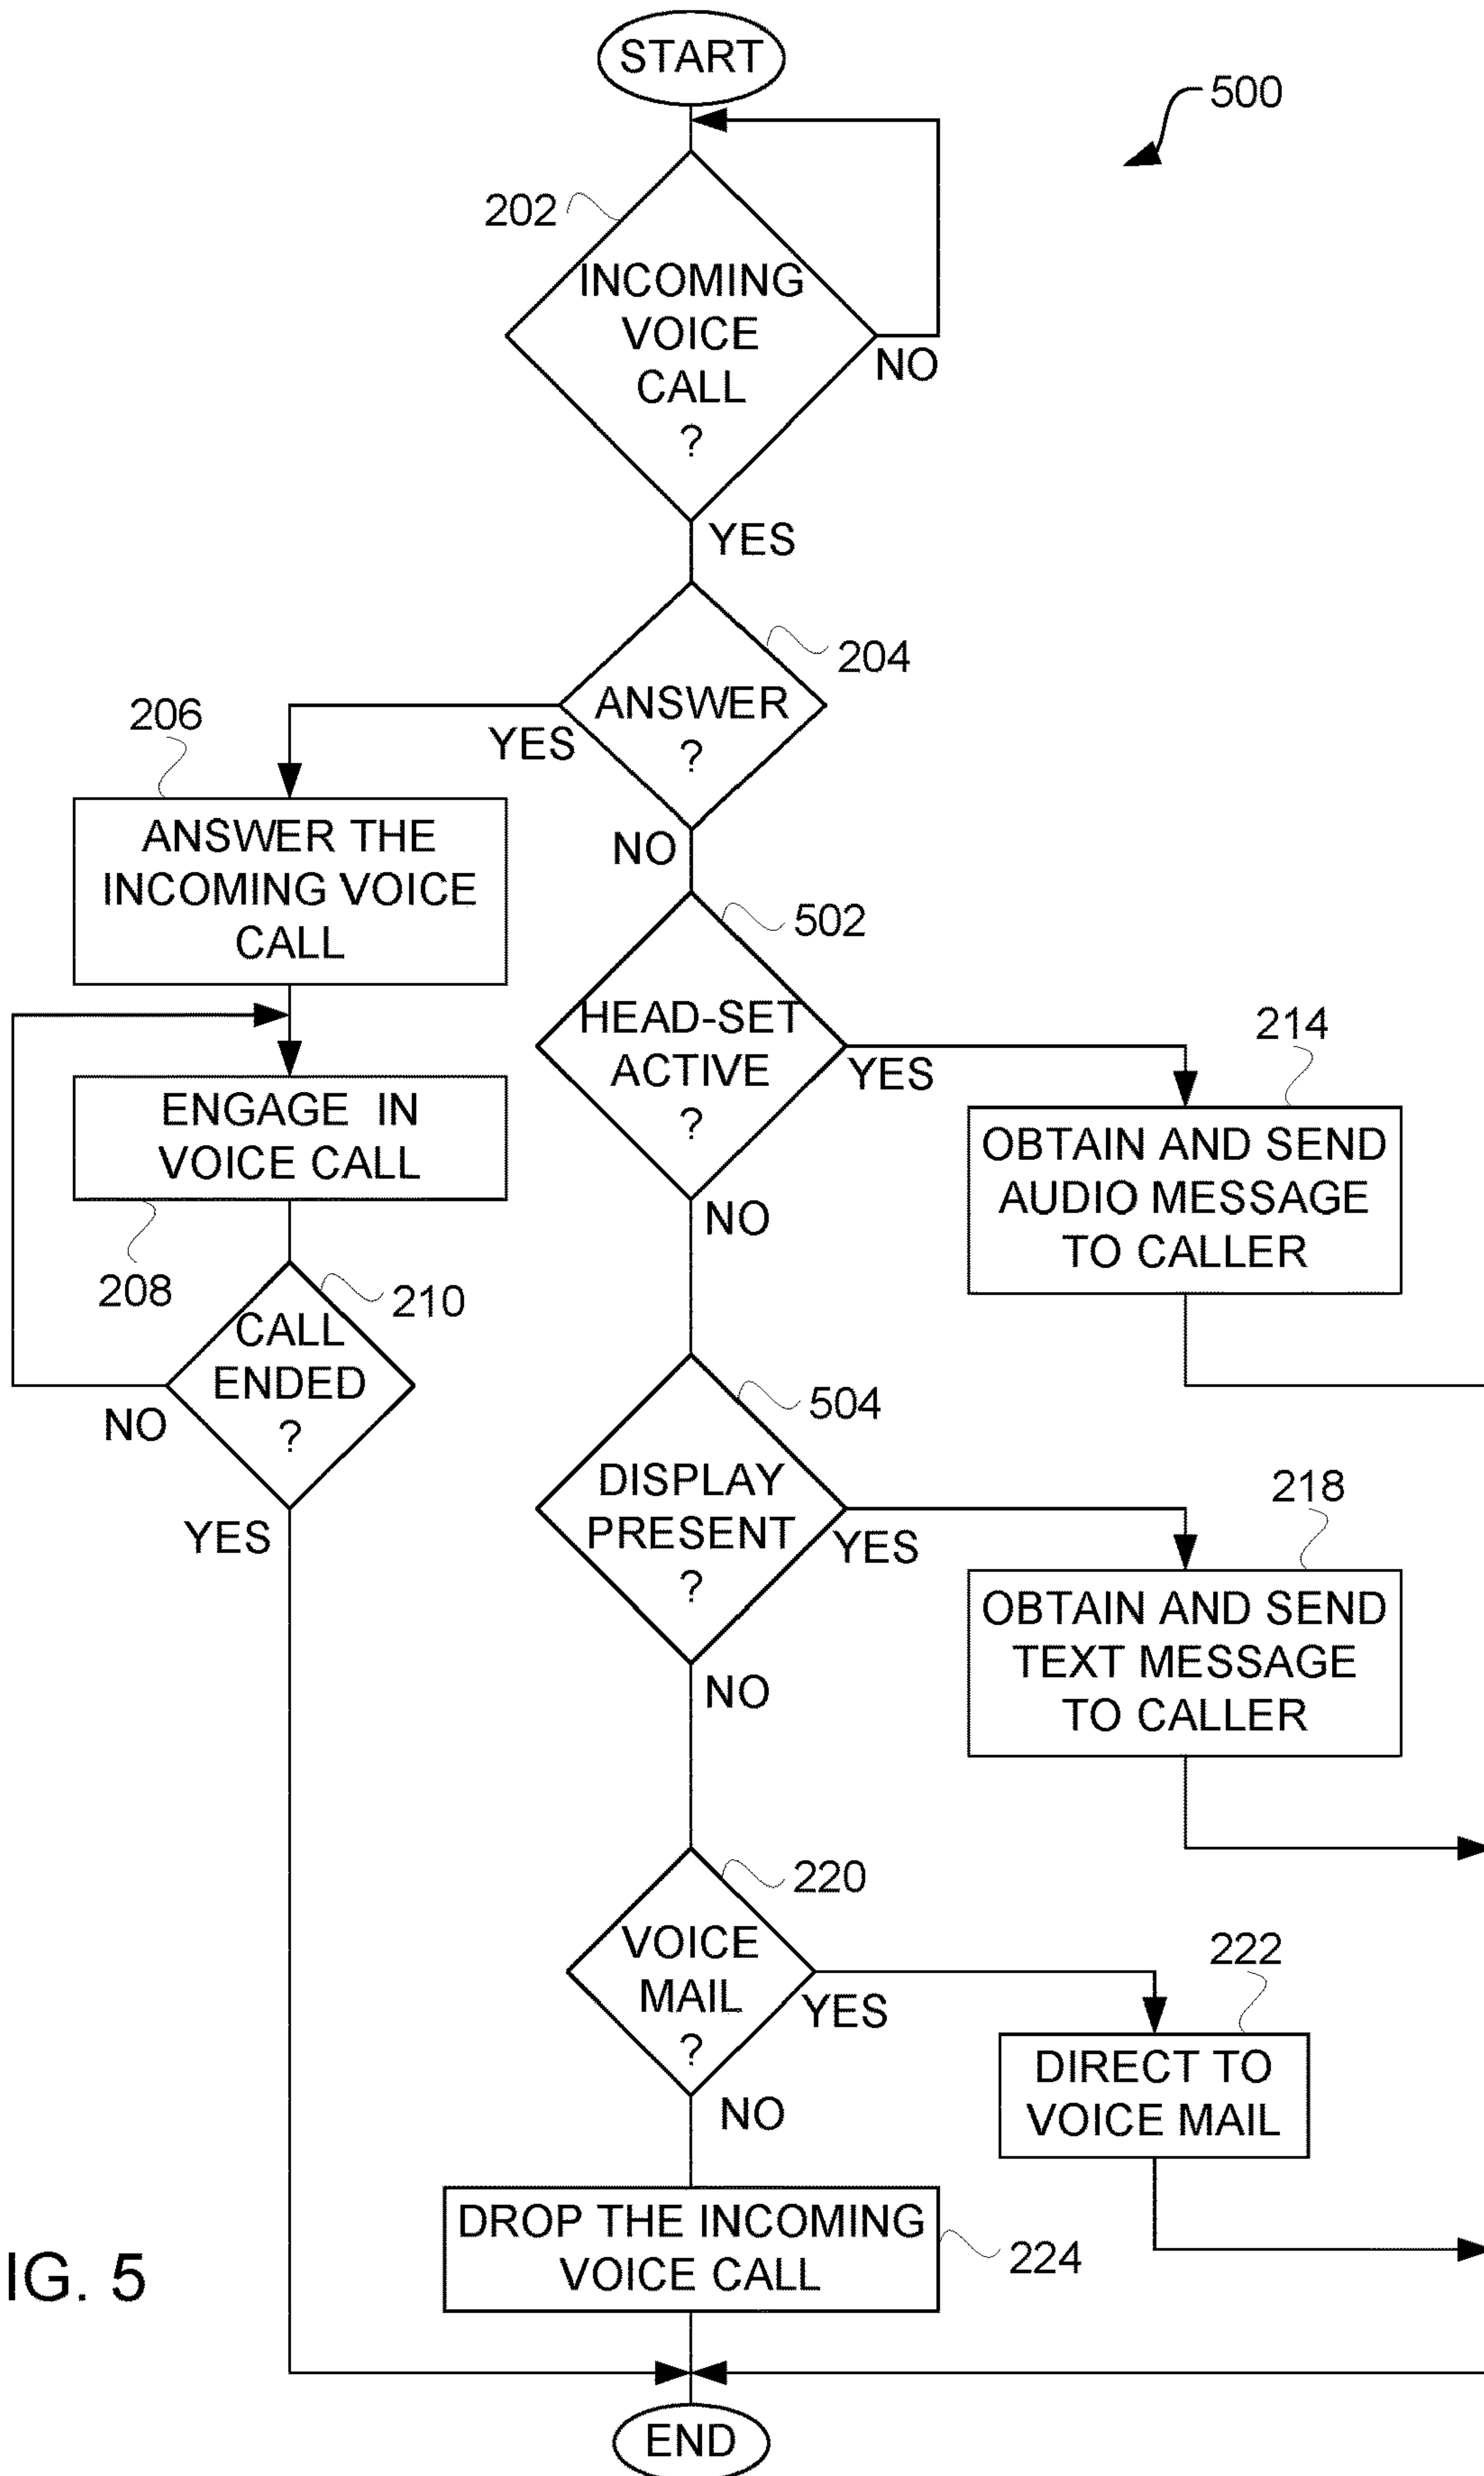 START
500
202
INCOMING
VOICE
CALL
?
NO
YES
204
ANSWER
?
YES
NO
206
ANSWER THE
INCOMING VOICE
CALL
502
HEAD-SET
ACTIVE
?
YES
NO
214
OBTAIN AND SEND
AUDIO MESSAGE
TO CALLER
ENGAGE IN
VOICE CALL
208
210
CALL
ENDED
?
NO
YES
504
DISPLAY
PRESENT
?
YES
NO
218
OBTAIN AND SEND
TEXT MESSAGE
TO CALLER
220
VOICE
MAIL
?
YES
NO
222
DIRECT TO
VOICE MAIL
DROP THE INCOMING
VOICE CALL
224
IG. 5
END